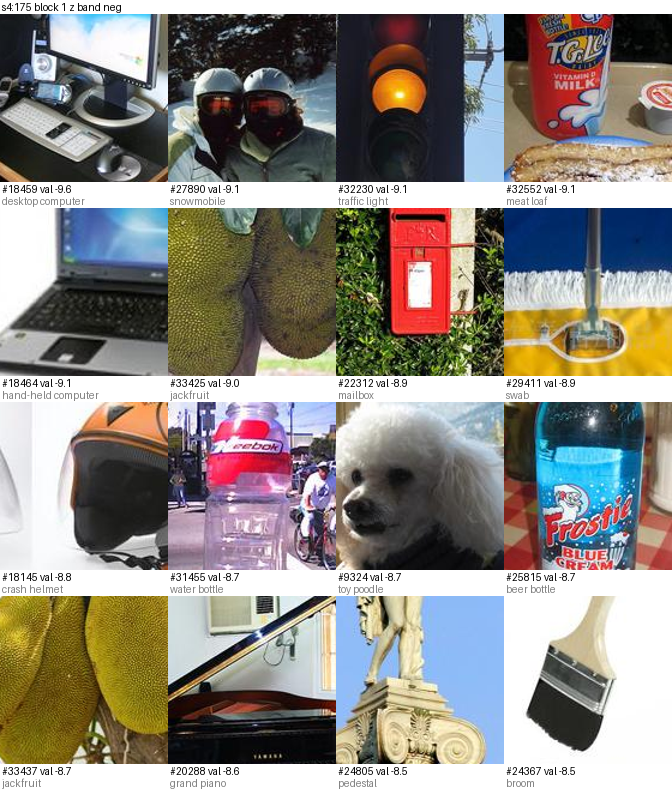 s4:175 block 1 z band neg
#18459 val -9.6
desktop computer
#27890 val -9.1
snowmobile
#32230 val -9.1
traffic light
T.G. Lee
VITAMIN D
MILK
#32552 val -9.1
meat loaf
#18464 val -9.1
hand-held computer
#33425 val -9.0
jackfruit
#22312 val -8.9
mailbox
#29411 val -8.9
swab
#18145 val -8.8
crash helmet
Reebok
#31455 val -8.7
water bottle
#9324 val -8.7
toy poodle
Frostie
BLUE
CREAM
#25815 val -8.7
beer bottle
#33437 val -8.7
jackfruit
YAMAHA
#20288 val -8.6
grand piano
#24805 val -8.5
pedestal
#24367 val -8.5
broom